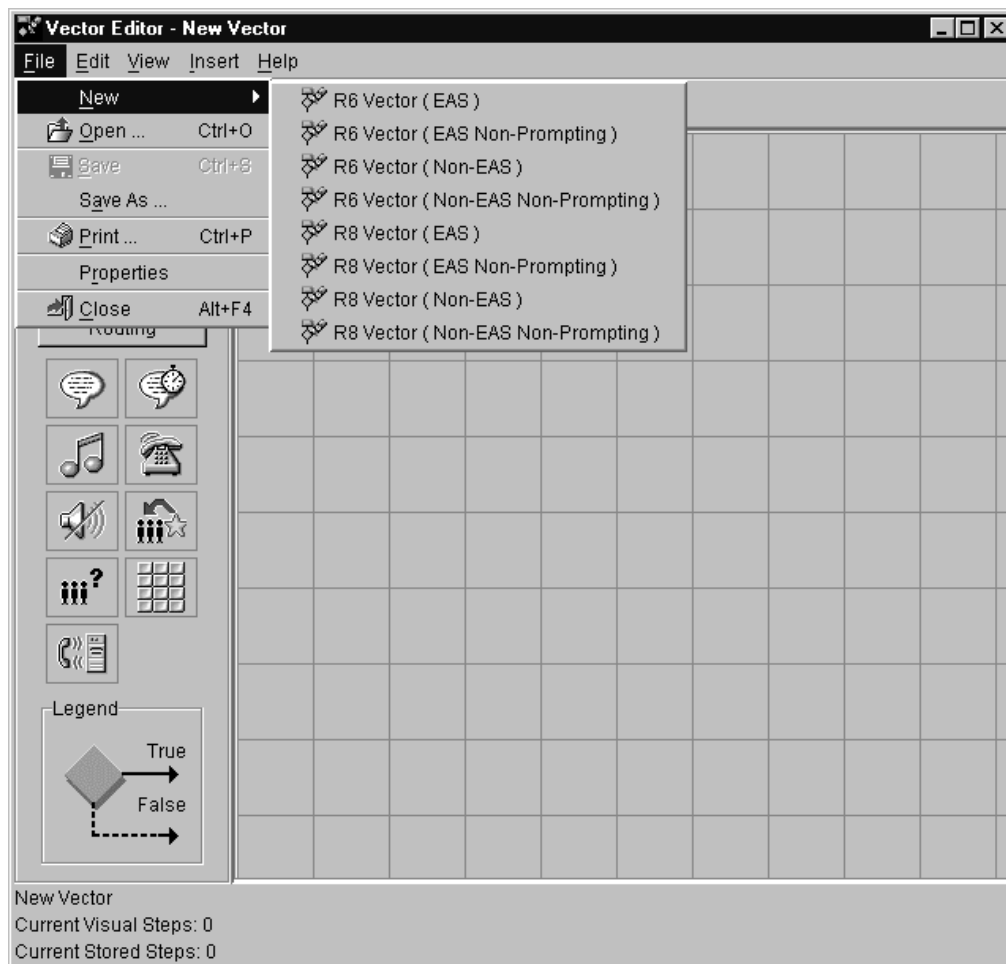 Vector Editor - New Vector
File Edit View Insert Help
New
Open ... Ctrl+O
Save Ctrl+S
Save As ...
Print ... Ctrl+P
Properties
Close Alt+F4
R6 Vector ( EAS )
R6 Vector ( EAS Non-Prompting )
R6 Vector ( Non-EAS )
R6 Vector ( Non-EAS Non-Prompting )
R8 Vector ( EAS )
R8 Vector ( EAS Non-Prompting )
R8 Vector ( Non-EAS )
R8 Vector ( Non-EAS Non-Prompting )
Routing
?
Legend
True
False
New Vector
Current Visual Steps: 0
Current Stored Steps: 0